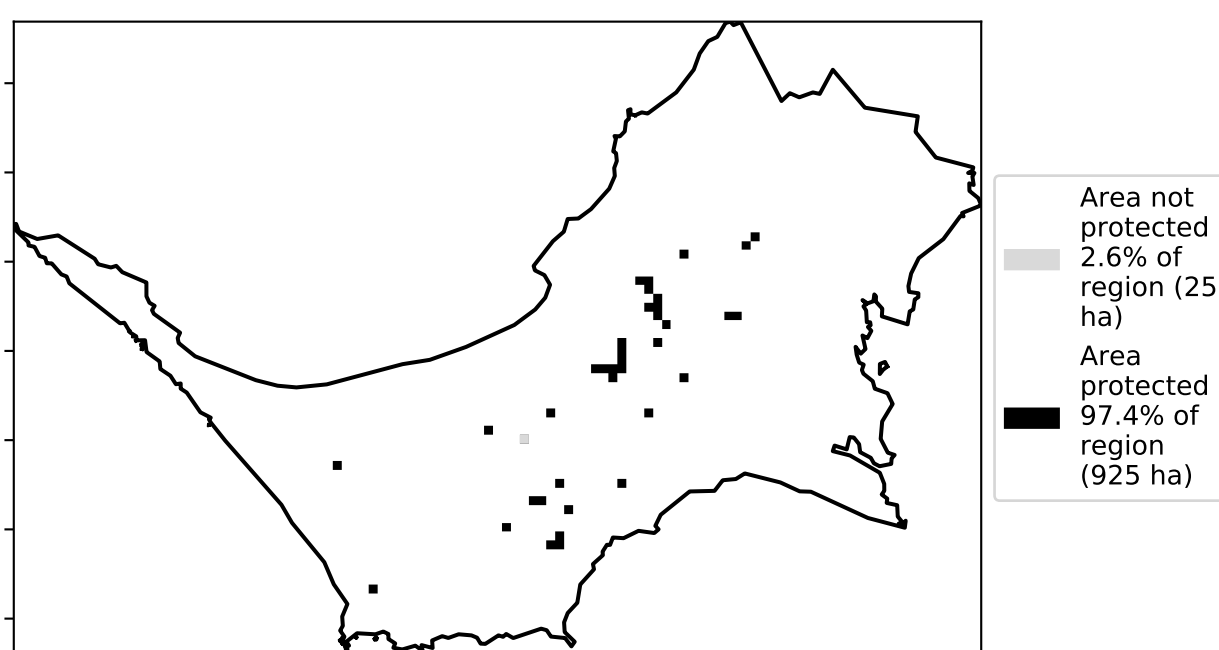 Area not
protected
2.6% of
region (25
ha)
Area
protected
97.4% of
region
(925 ha)